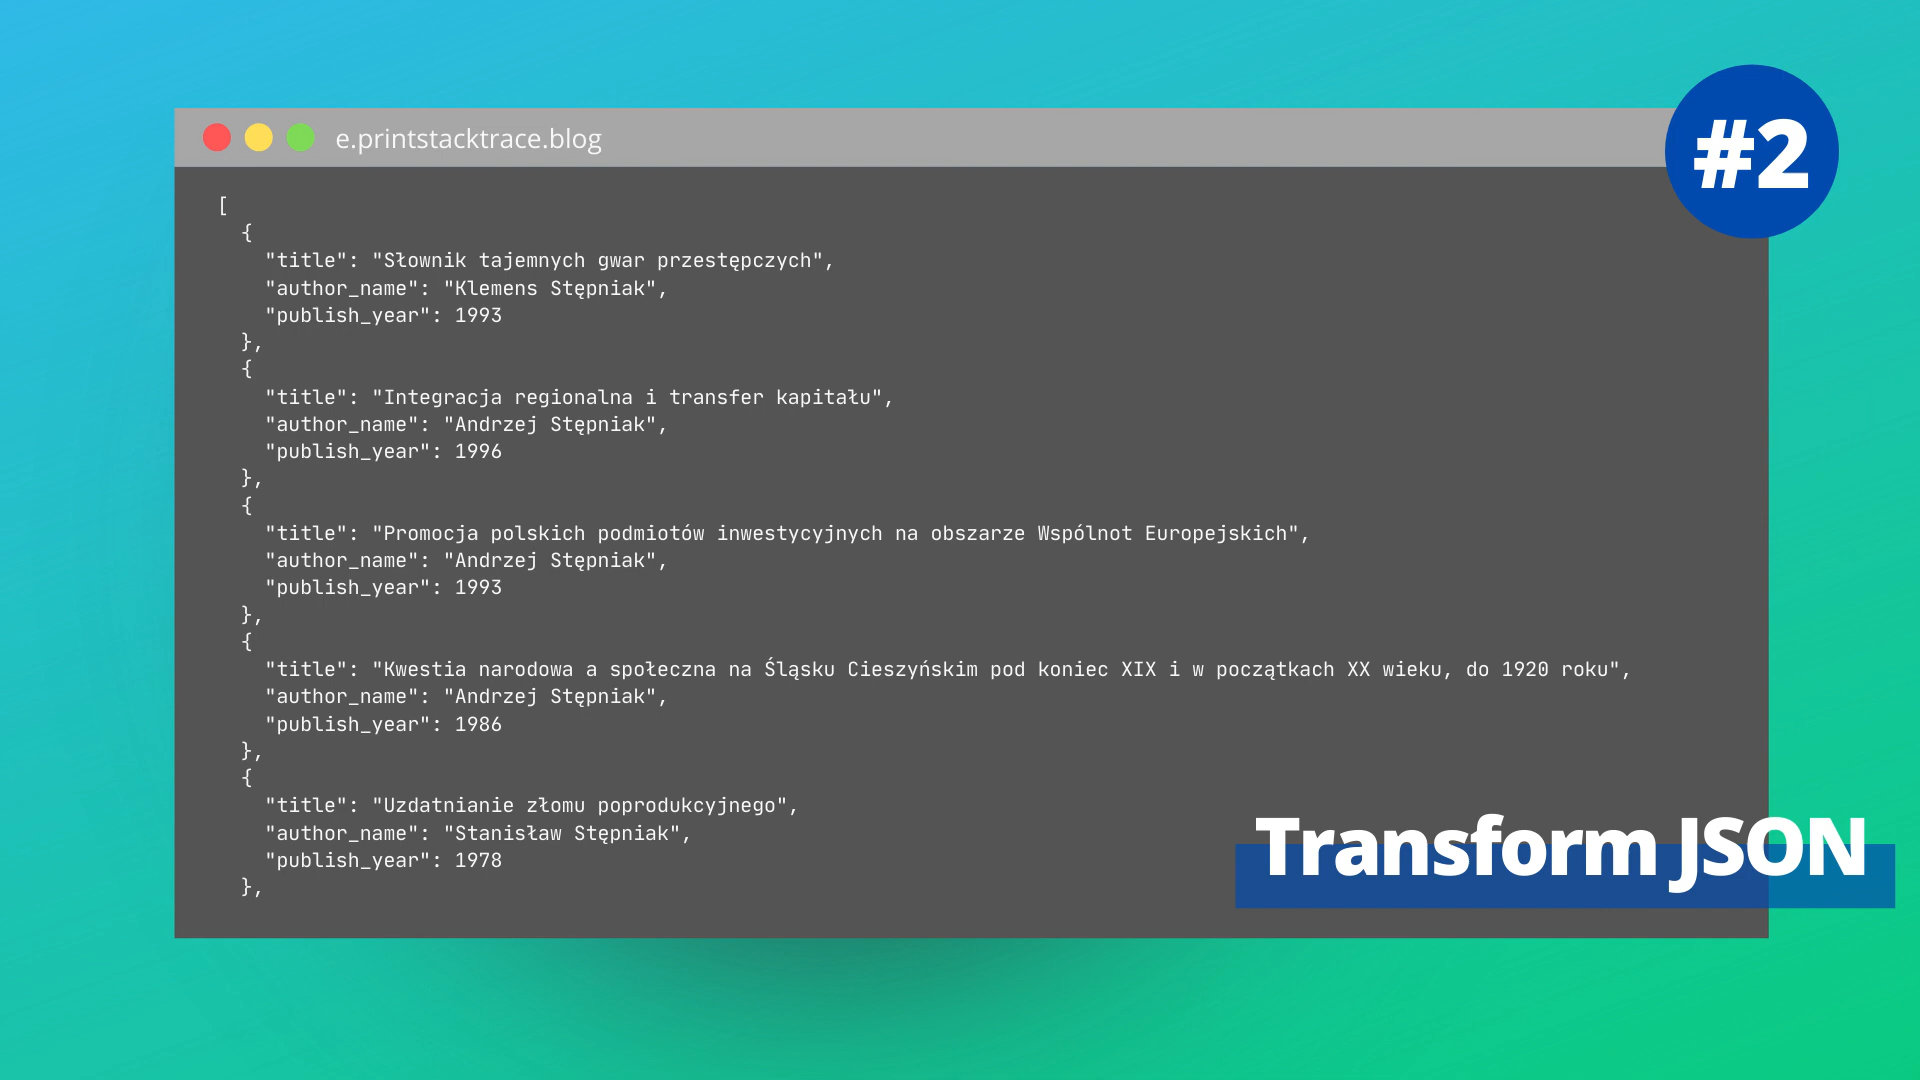 e.printstacktrace.blog
#2
[
  {
    "title": "Słownik tajemnych gwar przestępczych",
    "author_name": "Klemens Stępniak",
    "publish_year": 1993
  },
  {
    "title": "Integracja regionalna i transfer kapitału",
    "author_name": "Andrzej Stępniak",
    "publish_year": 1996
  },
  {
    "title": "Promocja polskich podmiotów inwestycyjnych na obszarze Wspólnot Europejskich",
    "author_name": "Andrzej Stępniak",
    "publish_year": 1993
  },
  {
    "title": "Kwestia narodowa a społeczna na Śląsku Cieszyńskim pod koniec XIX i w początkach XX wieku, do 1920 roku",
    "author_name": "Andrzej Stępniak",
    "publish_year": 1986
  },
  {
    "title": "Uzdatnianie złomu poprodukcyjnego",
    "author_name": "Stanisław Stępniak",
    "publish_year": 1978
  },
Transform JSON